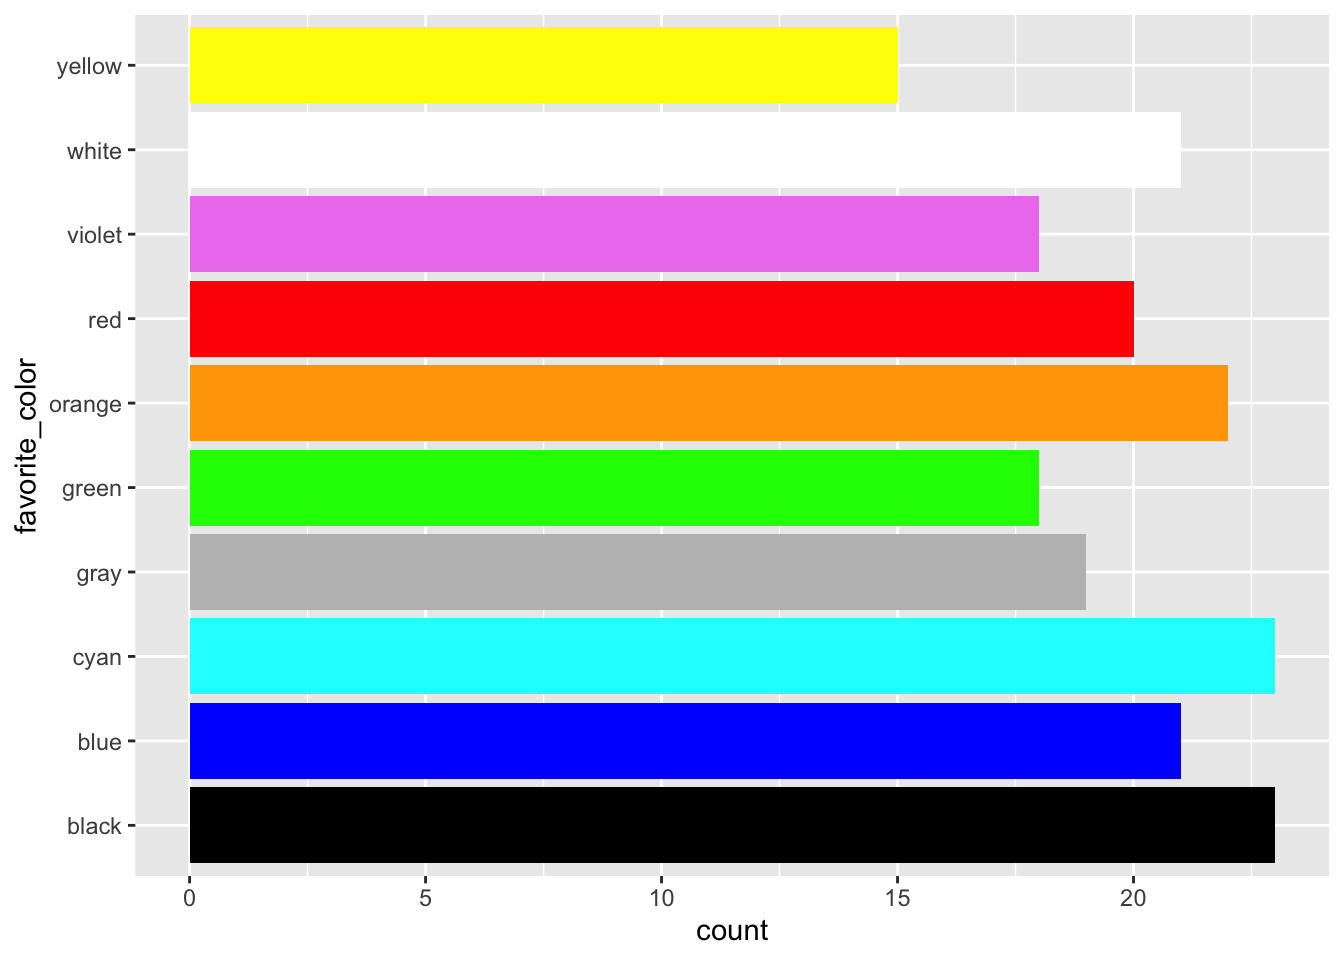 yellow
white
violet
red
orange
green
gray
cyan
blue
black
favorite_color
0 5 10 15 20
count